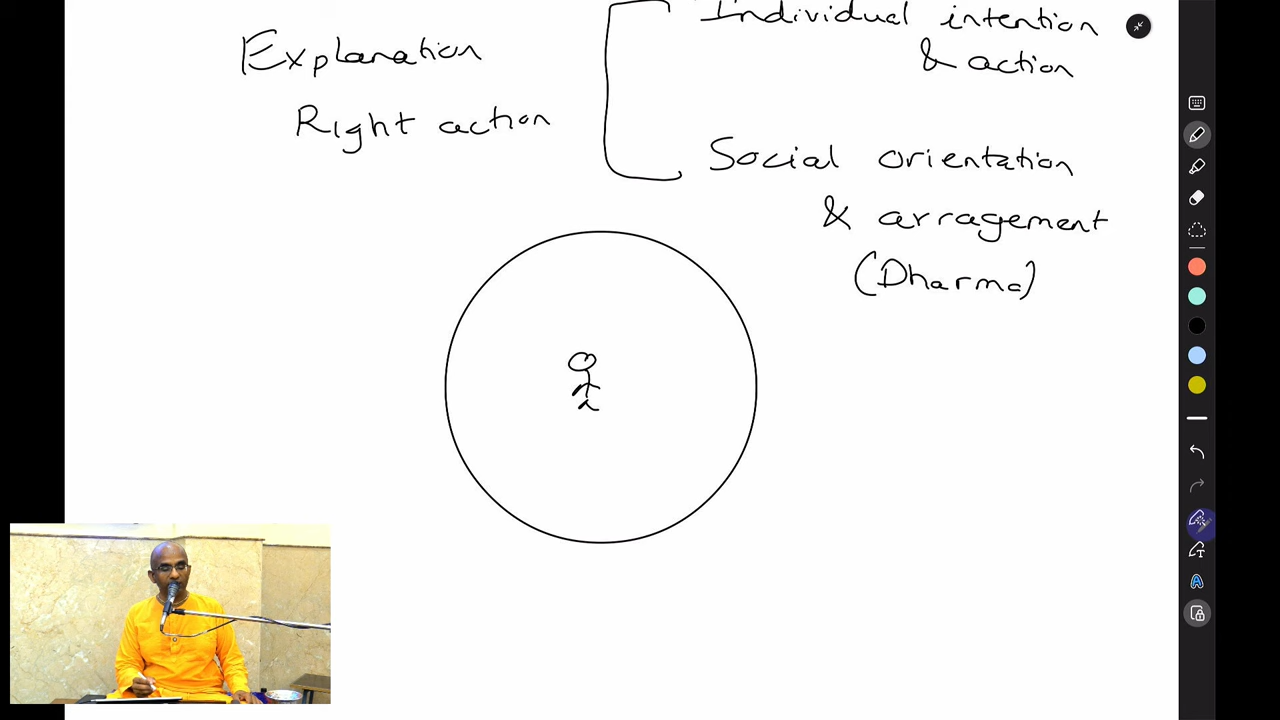 Individual intention
& action
Explanation
Right action
Social orientation
& arragement
(Dharma)